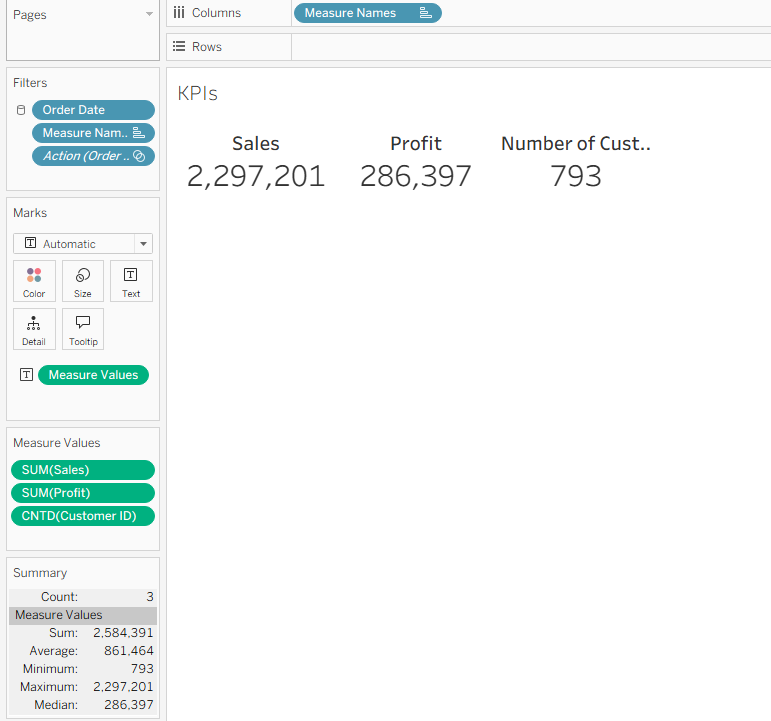 Pages
Columns
Measure Names
Rows
Filters
Order Date
Measure Nam..
Action (Order ..
KPIs
Sales
Profit
Number of Cust..
2,297,201
286,397
793
Marks
Automatic
Color
Size
Text
Detail
Tooltip
Measure Values
Measure Values
SUM(Sales)
SUM(Profit)
CNTD(Customer ID)
Summary
Count: 3
Measure Values
Sum: 2,584,391
Average: 861,464
Minimum: 793
Maximum: 2,297,201
Median: 286,397